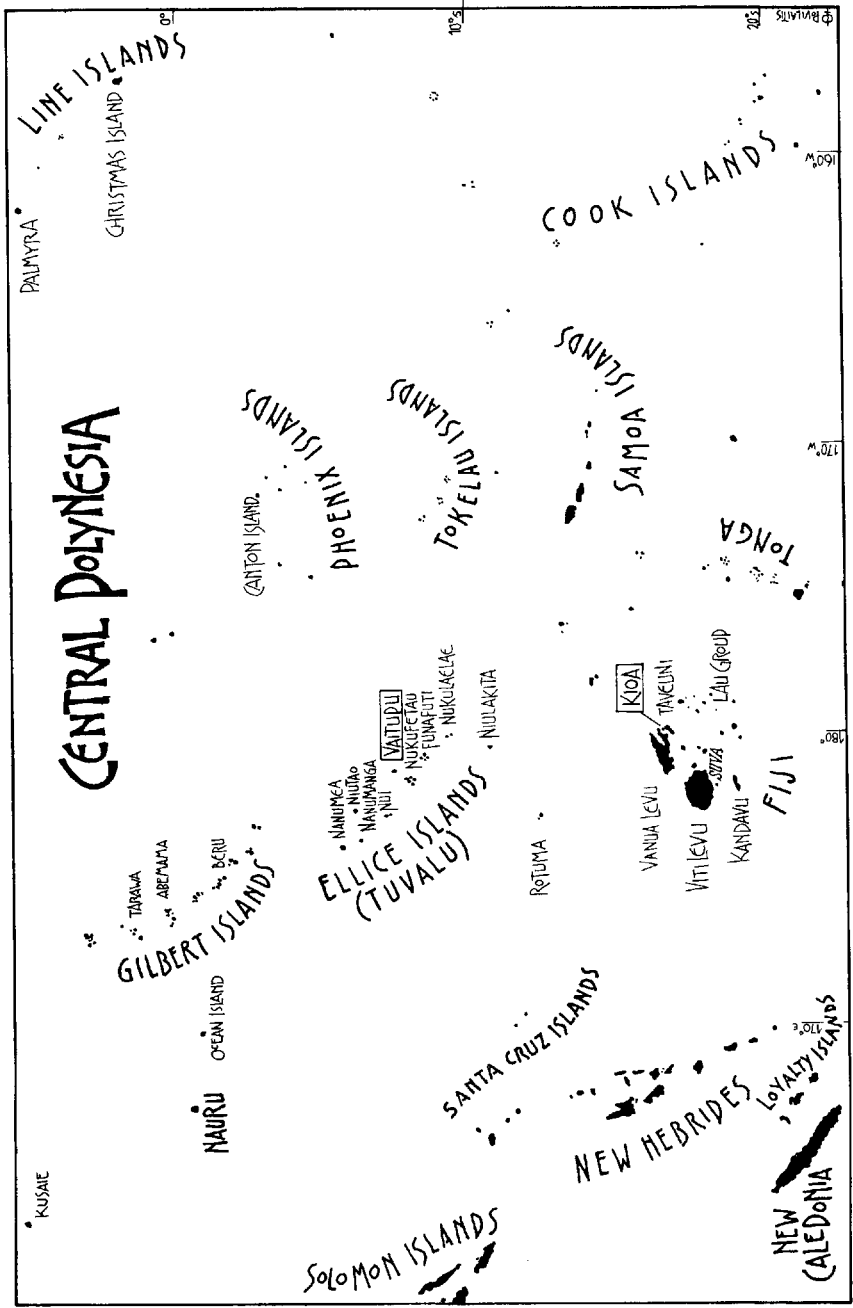 CENTRAL POLYNESIA
KUSAIE
PALMYRA
LINE ISLANDS
CHRISTMAS ISLAND
0°
NAURU
OCEAN ISLAND
TARAWA
ABEMAMA
BERU
GILBERT ISLANDS
CANTON ISLAND
PHOENIX ISLANDS
NANUMEA
NIUTAO
NANUMANGA
NUI
VAITUPU
NUKUFETAU
FUNAFUTI
NUKULAELAE
NIULAKITA
ELLICE ISLANDS
(TUVALU)
TOKELAU ISLANDS
10°S
SOLOMON ISLANDS
SANTA CRUZ ISLANDS
ROTUMA
SAMOA ISLANDS
COOK ISLANDS
NEW HEBRIDES
VANUA LEVU
KIOA
TAVEUNI
VITI LEVU
SUVA
LAU GROUP
KANDAVU
FIJI
TONGA
20°S
NEW
CALEDONIA
LOYALTY ISLANDS
170°E
180°
170°W
160°W